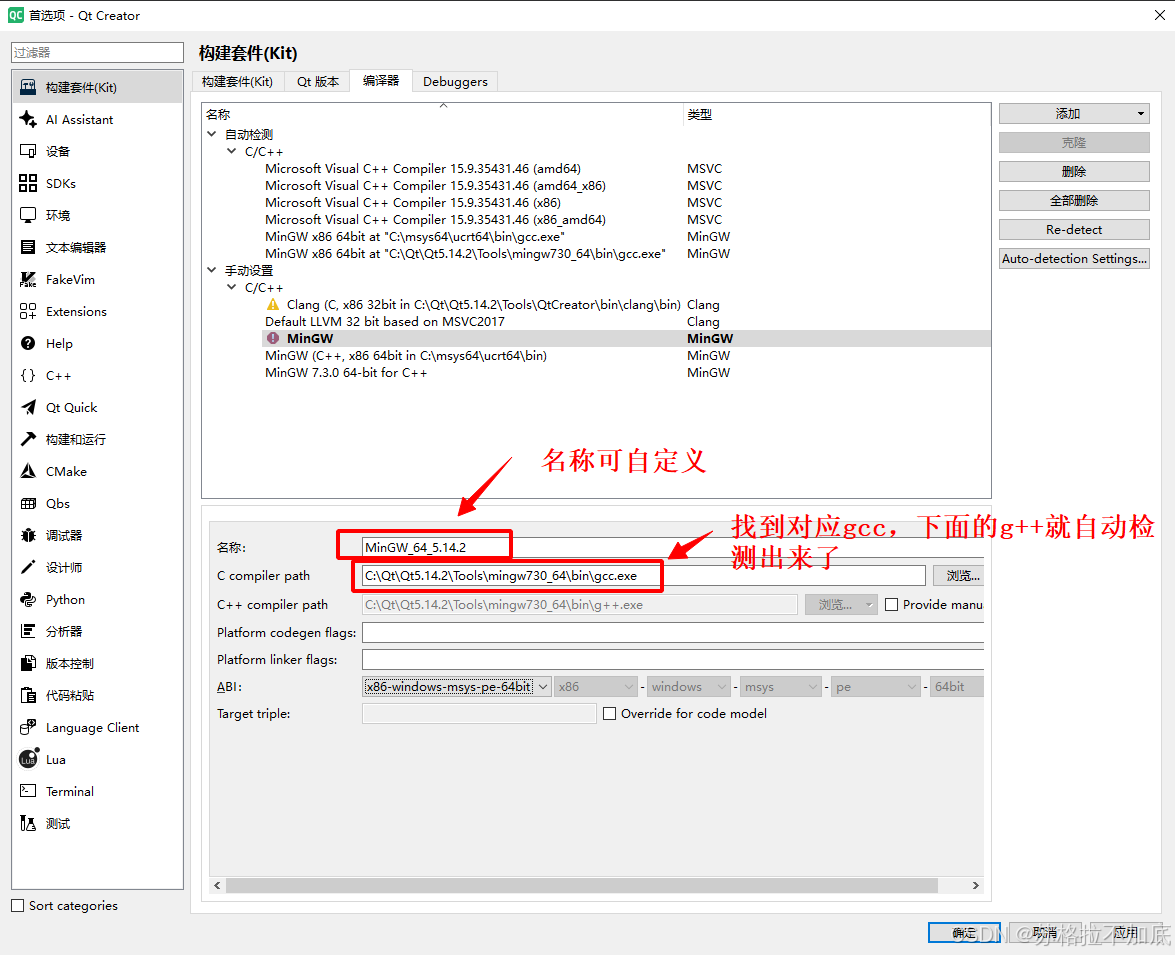 首选项 - Qt Creator
过滤器
构建套件(Kit)
AI Assistant
设备
SDKs
环境
文本编辑器
FakeVim
Extensions
Help
C++
Qt Quick
构建和运行
CMake
Qbs
调试器
设计师
Python
分析器
版本控制
代码粘贴
Language Client
Lua
Terminal
测试
Sort categories
构建套件(Kit)
构建套件(Kit) Qt 版本 编译器 Debuggers
名称 类型
自动检测
C/C++
Microsoft Visual C++ Compiler 15.9.35431.46 (amd64) MSVC
Microsoft Visual C++ Compiler 15.9.35431.46 (amd64_x86) MSVC
Microsoft Visual C++ Compiler 15.9.35431.46 (x86) MSVC
Microsoft Visual C++ Compiler 15.9.35431.46 (x86_amd64) MSVC
MinGW x86 64bit at "C:\msys64\ucrt64\bin\gcc.exe" MinGW
MinGW x86 64bit at "C:\Qt\Qt5.14.2\Tools\mingw730_64\bin\gcc.exe" MinGW
手动设置
C/C++
Clang (C, x86 32bit in C:\Qt\Qt5.14.2\Tools\QtCreator\bin\clang\bin) Clang
Default LLVM 32 bit based on MSVC2017 Clang
MinGW MinGW
MinGW (C++, x86 64bit in C:\msys64\ucrt64\bin) MinGW
MinGW 7.3.0 64-bit for C++ MinGW
添加
克隆
删除
全部删除
Re-detect
Auto-detection Settings...
名称可自定义
找到对应gcc，下面的g++就自动检
测出来了
名称: MinGW_64_5.14.2
C compiler path C:\Qt\Qt5.14.2\Tools\mingw730_64\bin\gcc.exe 浏览...
C++ compiler path C:\Qt\Qt5.14.2\Tools\mingw730_64\bin\g++.exe 浏览... Provide manu
Platform codegen flags:
Platform linker flags:
ABI: x86-windows-msys-pe-64bit x86 - windows - msys - pe - 64bit
Target triple: Override for code model
确定 取消 应用
CSDN @苏格拉不加底